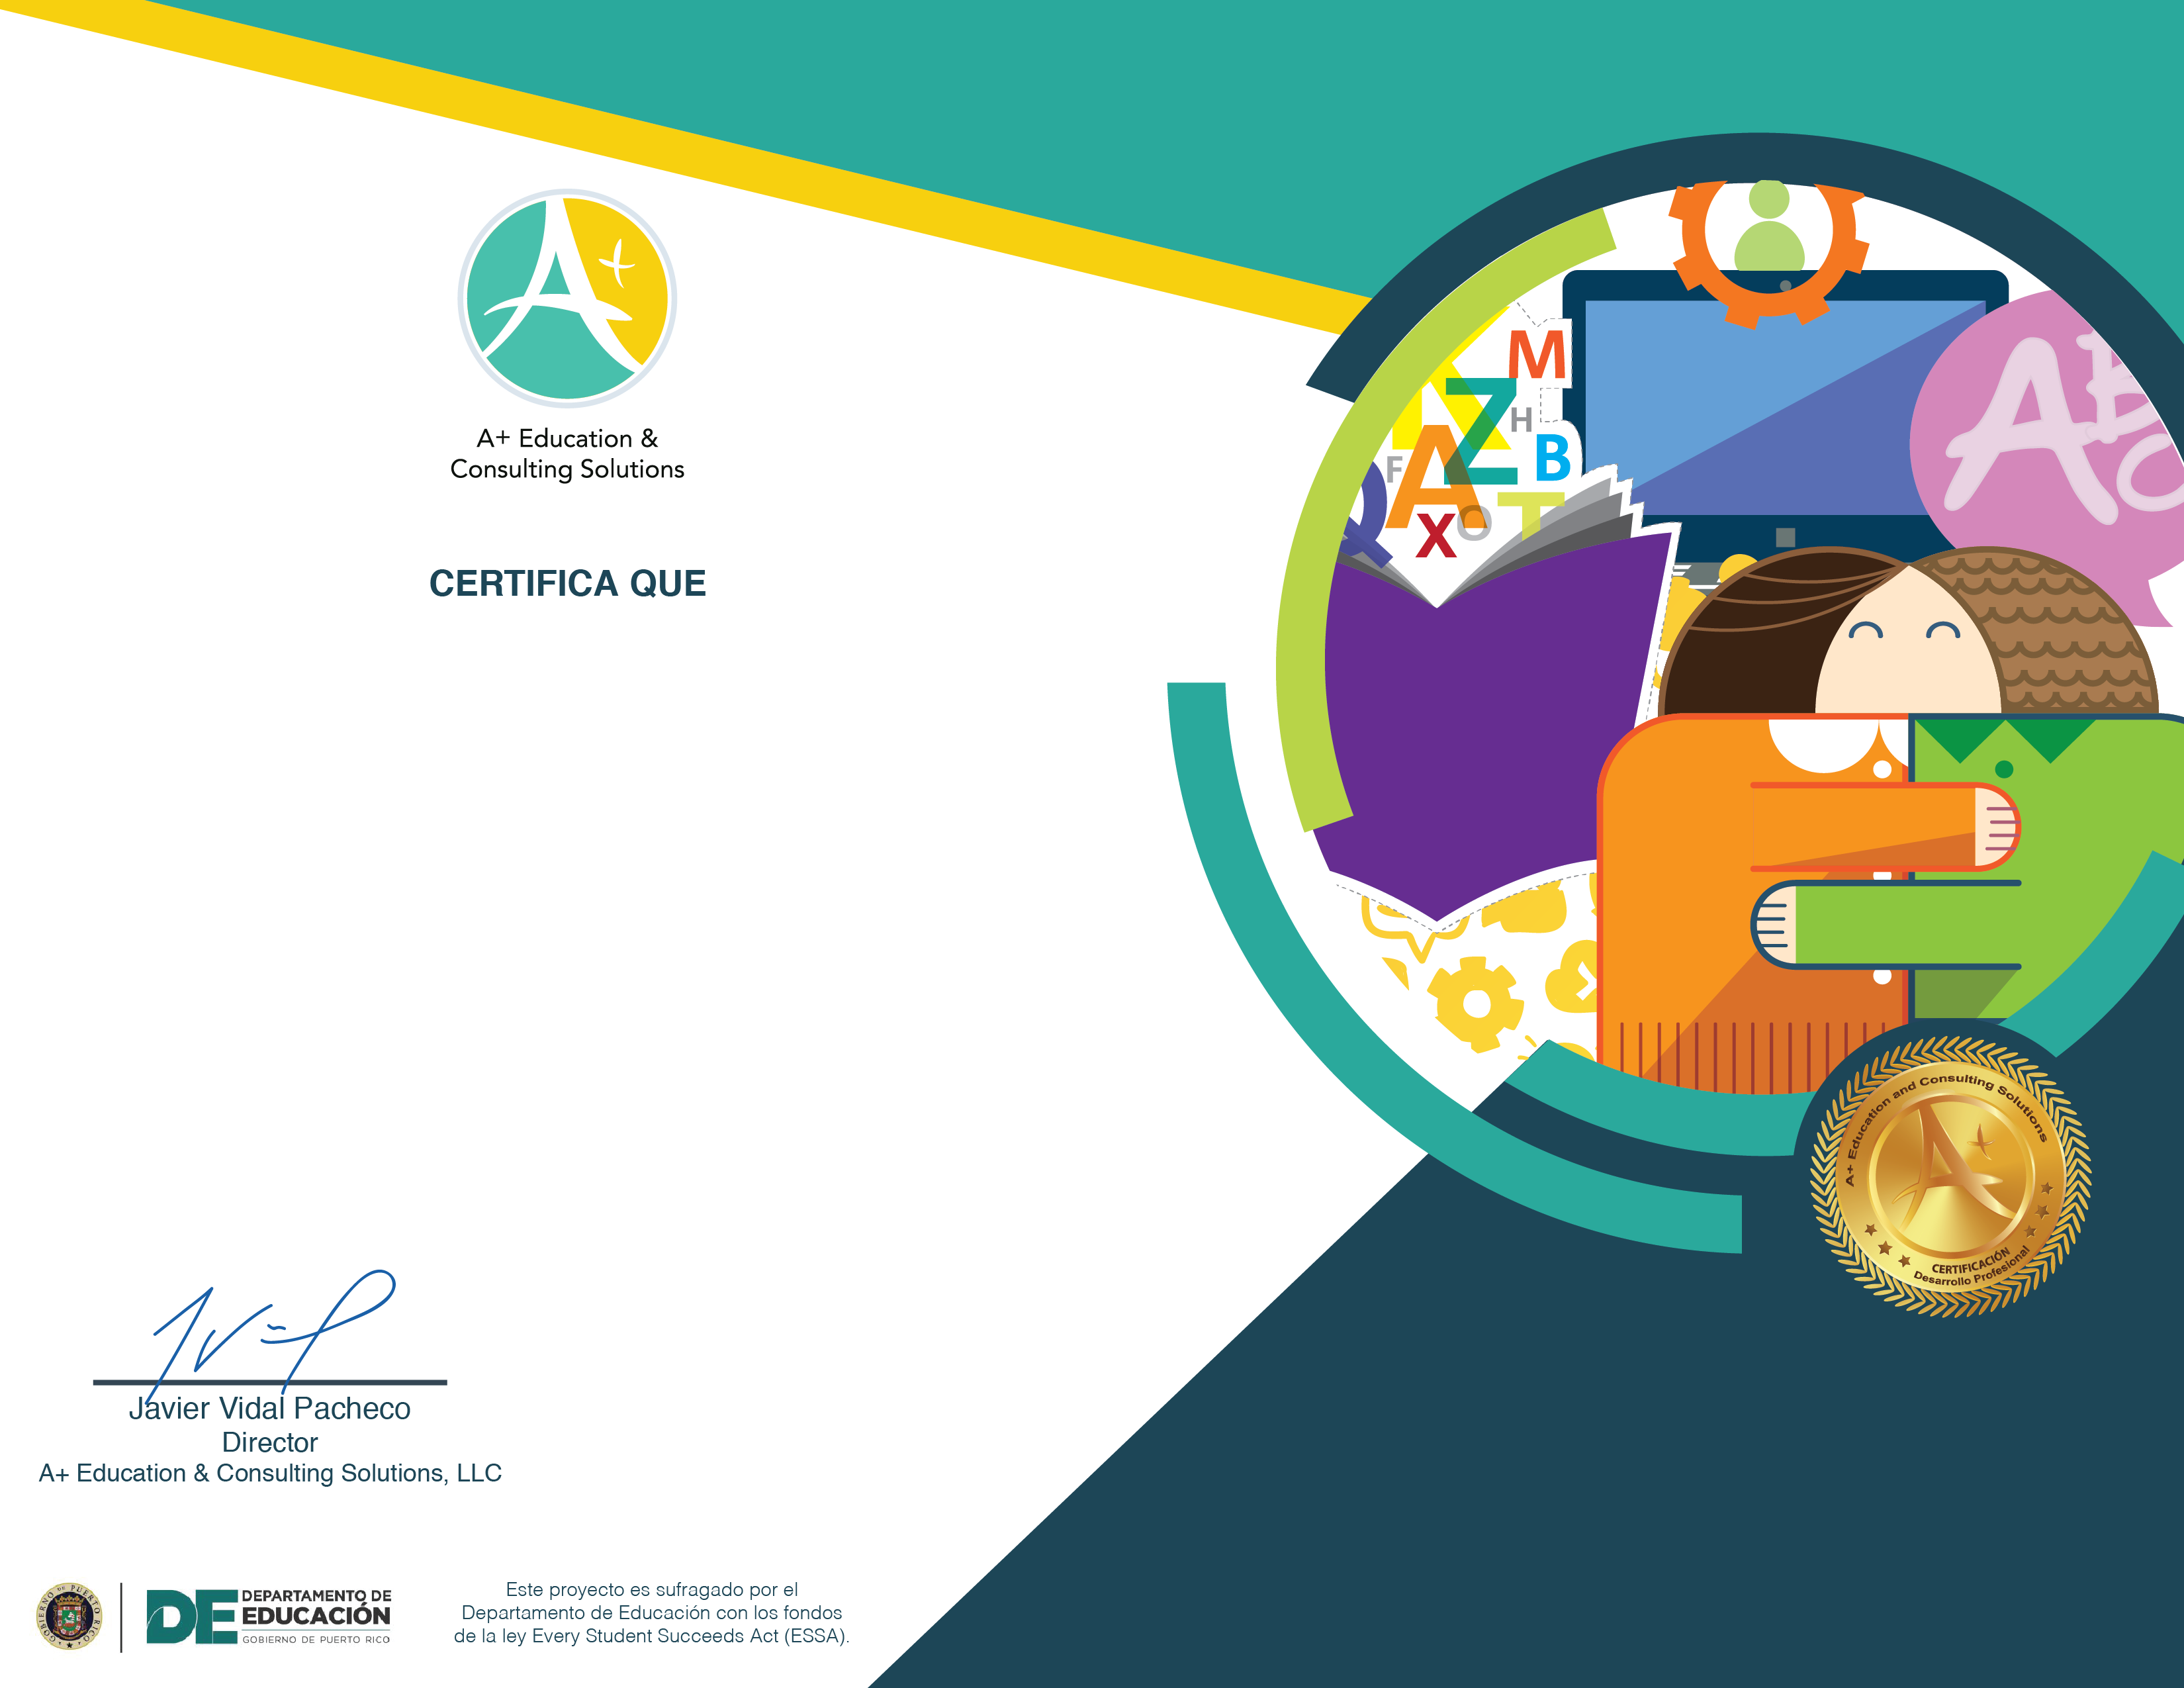 A+ Education &
Consulting Solutions
CERTIFICA QUE
M
Z
H
A
B
F
T
X
O
A B C
A+ Education and Consulting Solutions
CERTIFICACIÓN
Desarrollo Profesional
Javier Vidal Pacheco
Director
A+ Education & Consulting Solutions, LLC
GOBIERNO DE PUERTO RICO
DE
DEPARTAMENTO DE
EDUCACIÓN
GOBIERNO DE PUERTO RICO
Este proyecto es sufragado por el
Departamento de Educación con los fondos
de la ley Every Student Succeeds Act (ESSA).